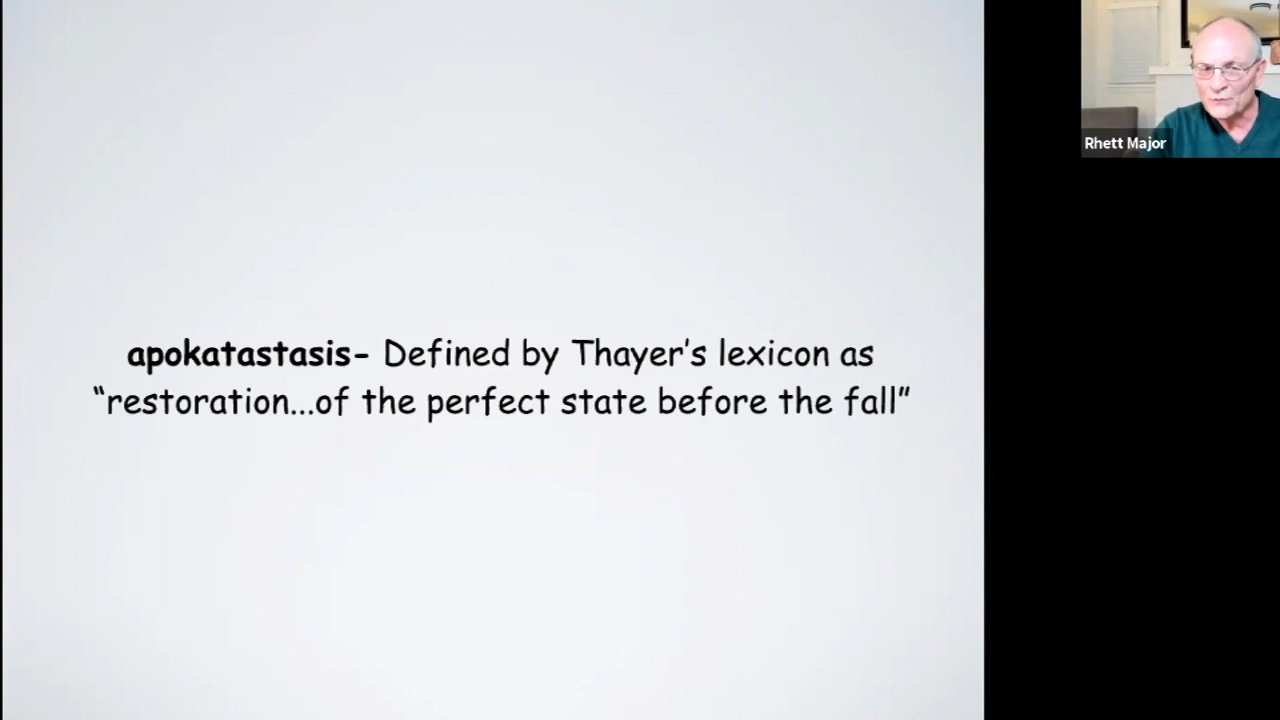 apokatastasis- Defined by Thayer's lexicon as
“restoration...of the perfect state before the fall”
Rhett Major